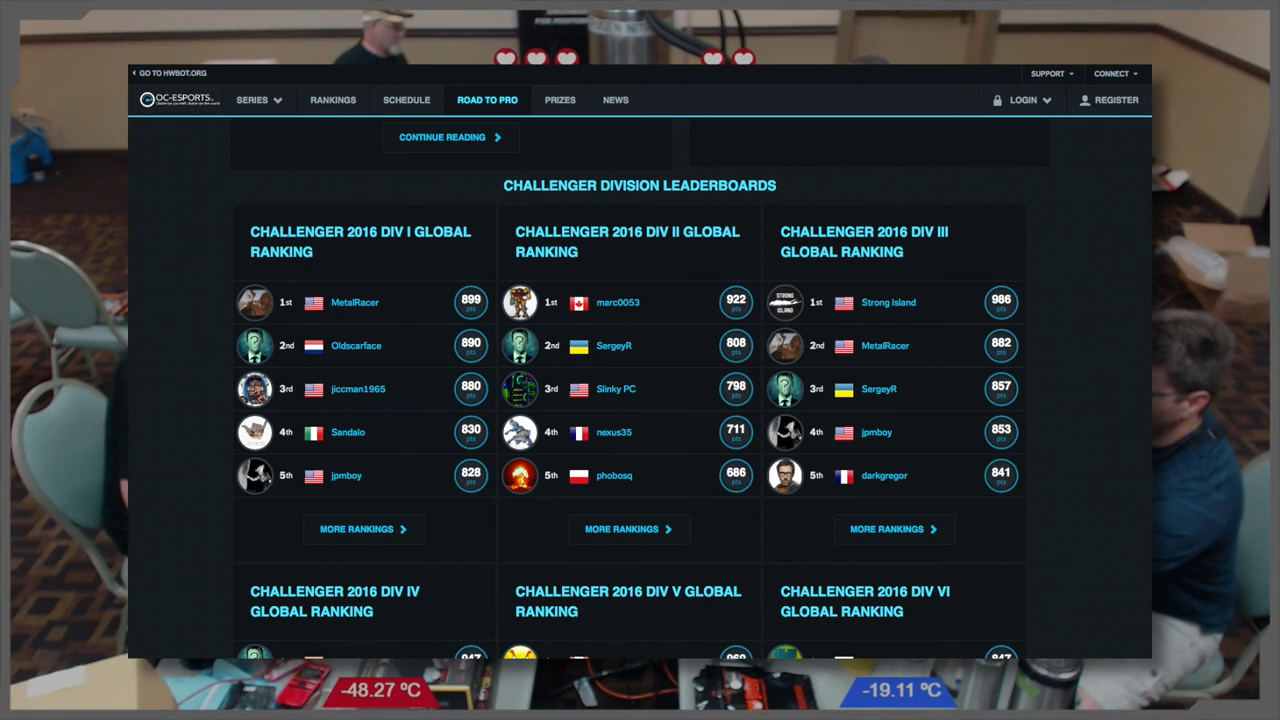 GO TO HWBOT.ORG
SUPPORT
CONNECT
OC-ESPORTS
SERIES
RANKINGS
SCHEDULE
ROAD TO PRO
PRIZES
NEWS
LOGIN
REGISTER
CONTINUE READING
CHALLENGER DIVISION LEADERBOARDS
CHALLENGER 2016 DIV I GLOBAL
RANKING
1st MetalRacer 899 pts
2nd Oldscarface 890 pts
3rd jiccman1965 880 pts
4th Sandalo 830 pts
5th jpmboy 828 pts
MORE RANKINGS
CHALLENGER 2016 DIV II GLOBAL
RANKING
1st marc0053 922 pts
2nd SergeyR 808 pts
3rd Slinky PC 798 pts
4th nexus35 711 pts
5th phobosq 686 pts
MORE RANKINGS
CHALLENGER 2016 DIV III
GLOBAL RANKING
STRONG
ISLAND
1st Strong Island 986 pts
2nd MetalRacer 882 pts
3rd SergeyR 857 pts
4th jpmboy 853 pts
5th darkgregor 841 pts
MORE RANKINGS
CHALLENGER 2016 DIV IV
GLOBAL RANKING
CHALLENGER 2016 DIV V GLOBAL
RANKING
CHALLENGER 2016 DIV VI
GLOBAL RANKING
-48.27 ºC
-19.11 ºC